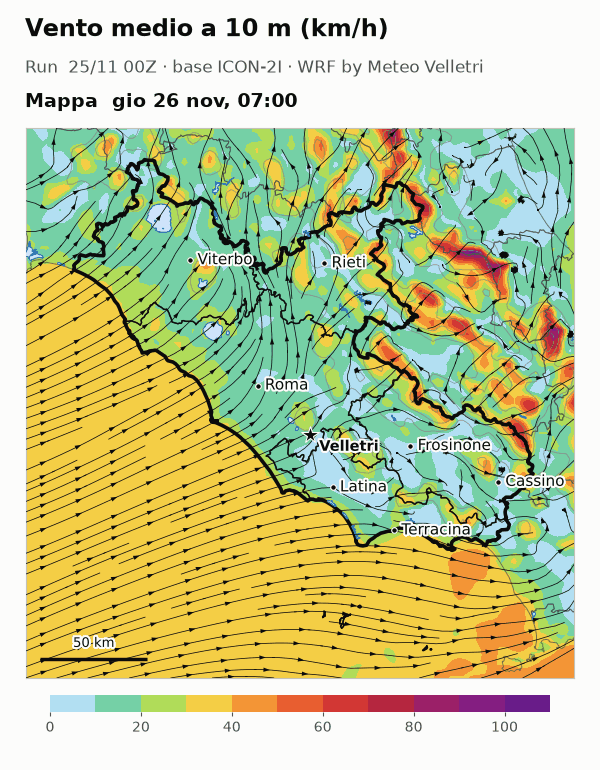 Vento medio a 10 m (km/h)
Run  25/11 00Z · base ICON-2I · WRF by Meteo Velletri
Mappa  gio 26 nov, 07:00
Viterbo
Rieti
Roma
Velletri
Frosinone
Cassino
Latina
Terracina
50 km
0 20 40 60 80 100